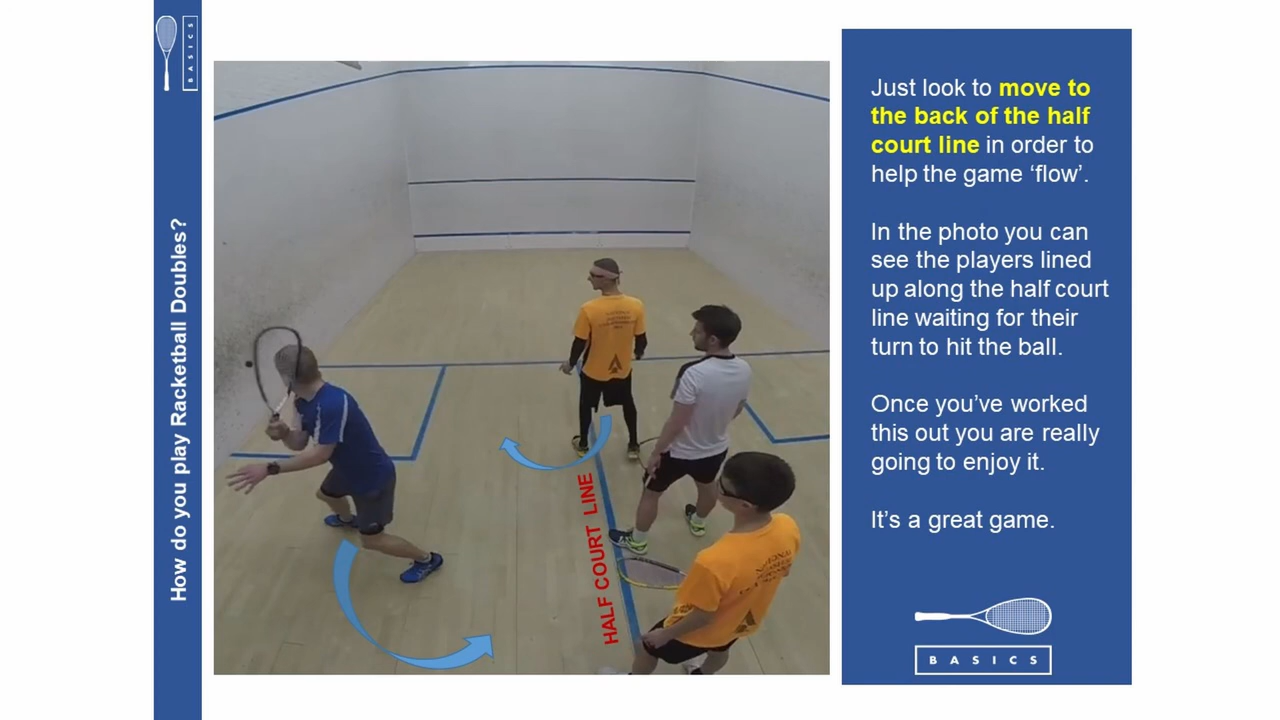 BASICS
How do you play Racketball Doubles?
HALF COURT LINE
NATIONAL
Just look to move to
the back of the half
court line in order to
help the game ‘flow’.
In the photo you can
see the players lined
up along the half court
line waiting for their
turn to hit the ball.
Once you’ve worked
this out you are really
going to enjoy it.
It’s a great game.
BASICS